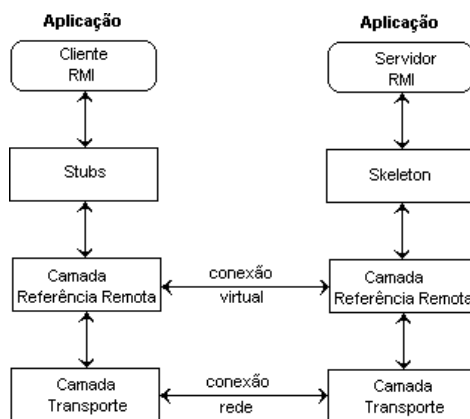 Aplicação
Aplicação
Cliente
RMI
Servidor
RMI
Stubs
Skeleton
Camada
Referência Remota
conexão
virtual
Camada
Referência Remota
Camada
Transporte
conexão
rede
Camada
Transporte